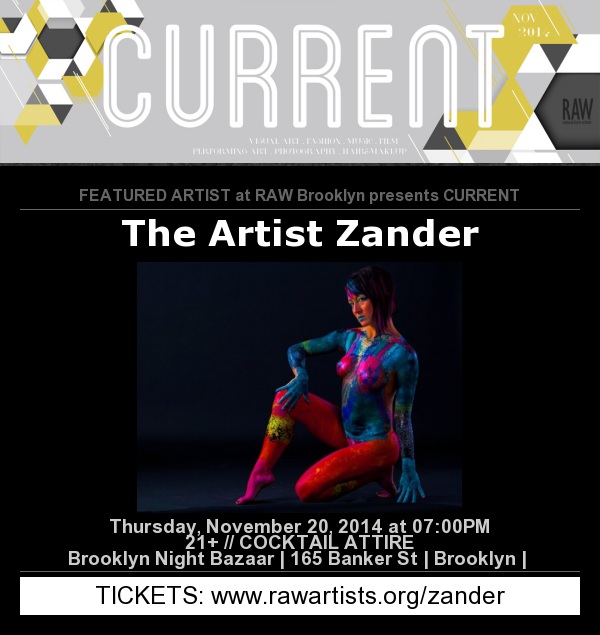 CURRENT
NOV
2014
RAW
VISUAL ART . FASHION . MUSIC . FILM
PERFORMING ART . PHOTOGRAPHY . HAIR&MAKEUP
FEATURED ARTIST at RAW Brooklyn presents CURRENT
The Artist Zander
Thursday, November 20, 2014 at 07:00PM
21+ // COCKTAIL ATTIRE
Brooklyn Night Bazaar | 165 Banker St | Brooklyn |
TICKETS: www.rawartists.org/zander